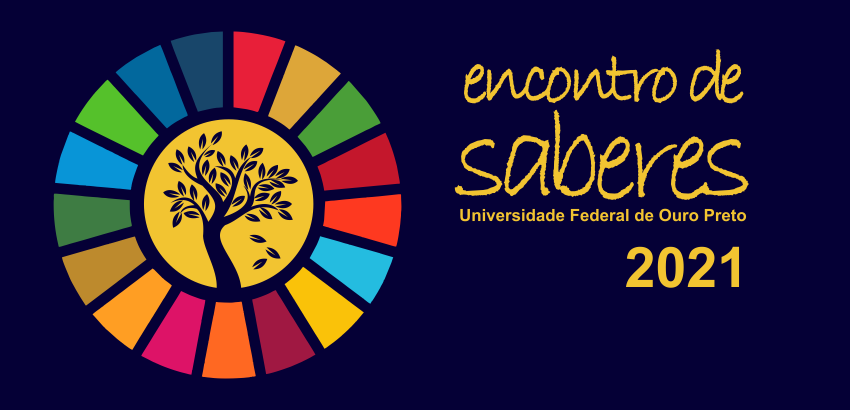 encontro de
saberes
Universidade Federal de Ouro Preto
2021